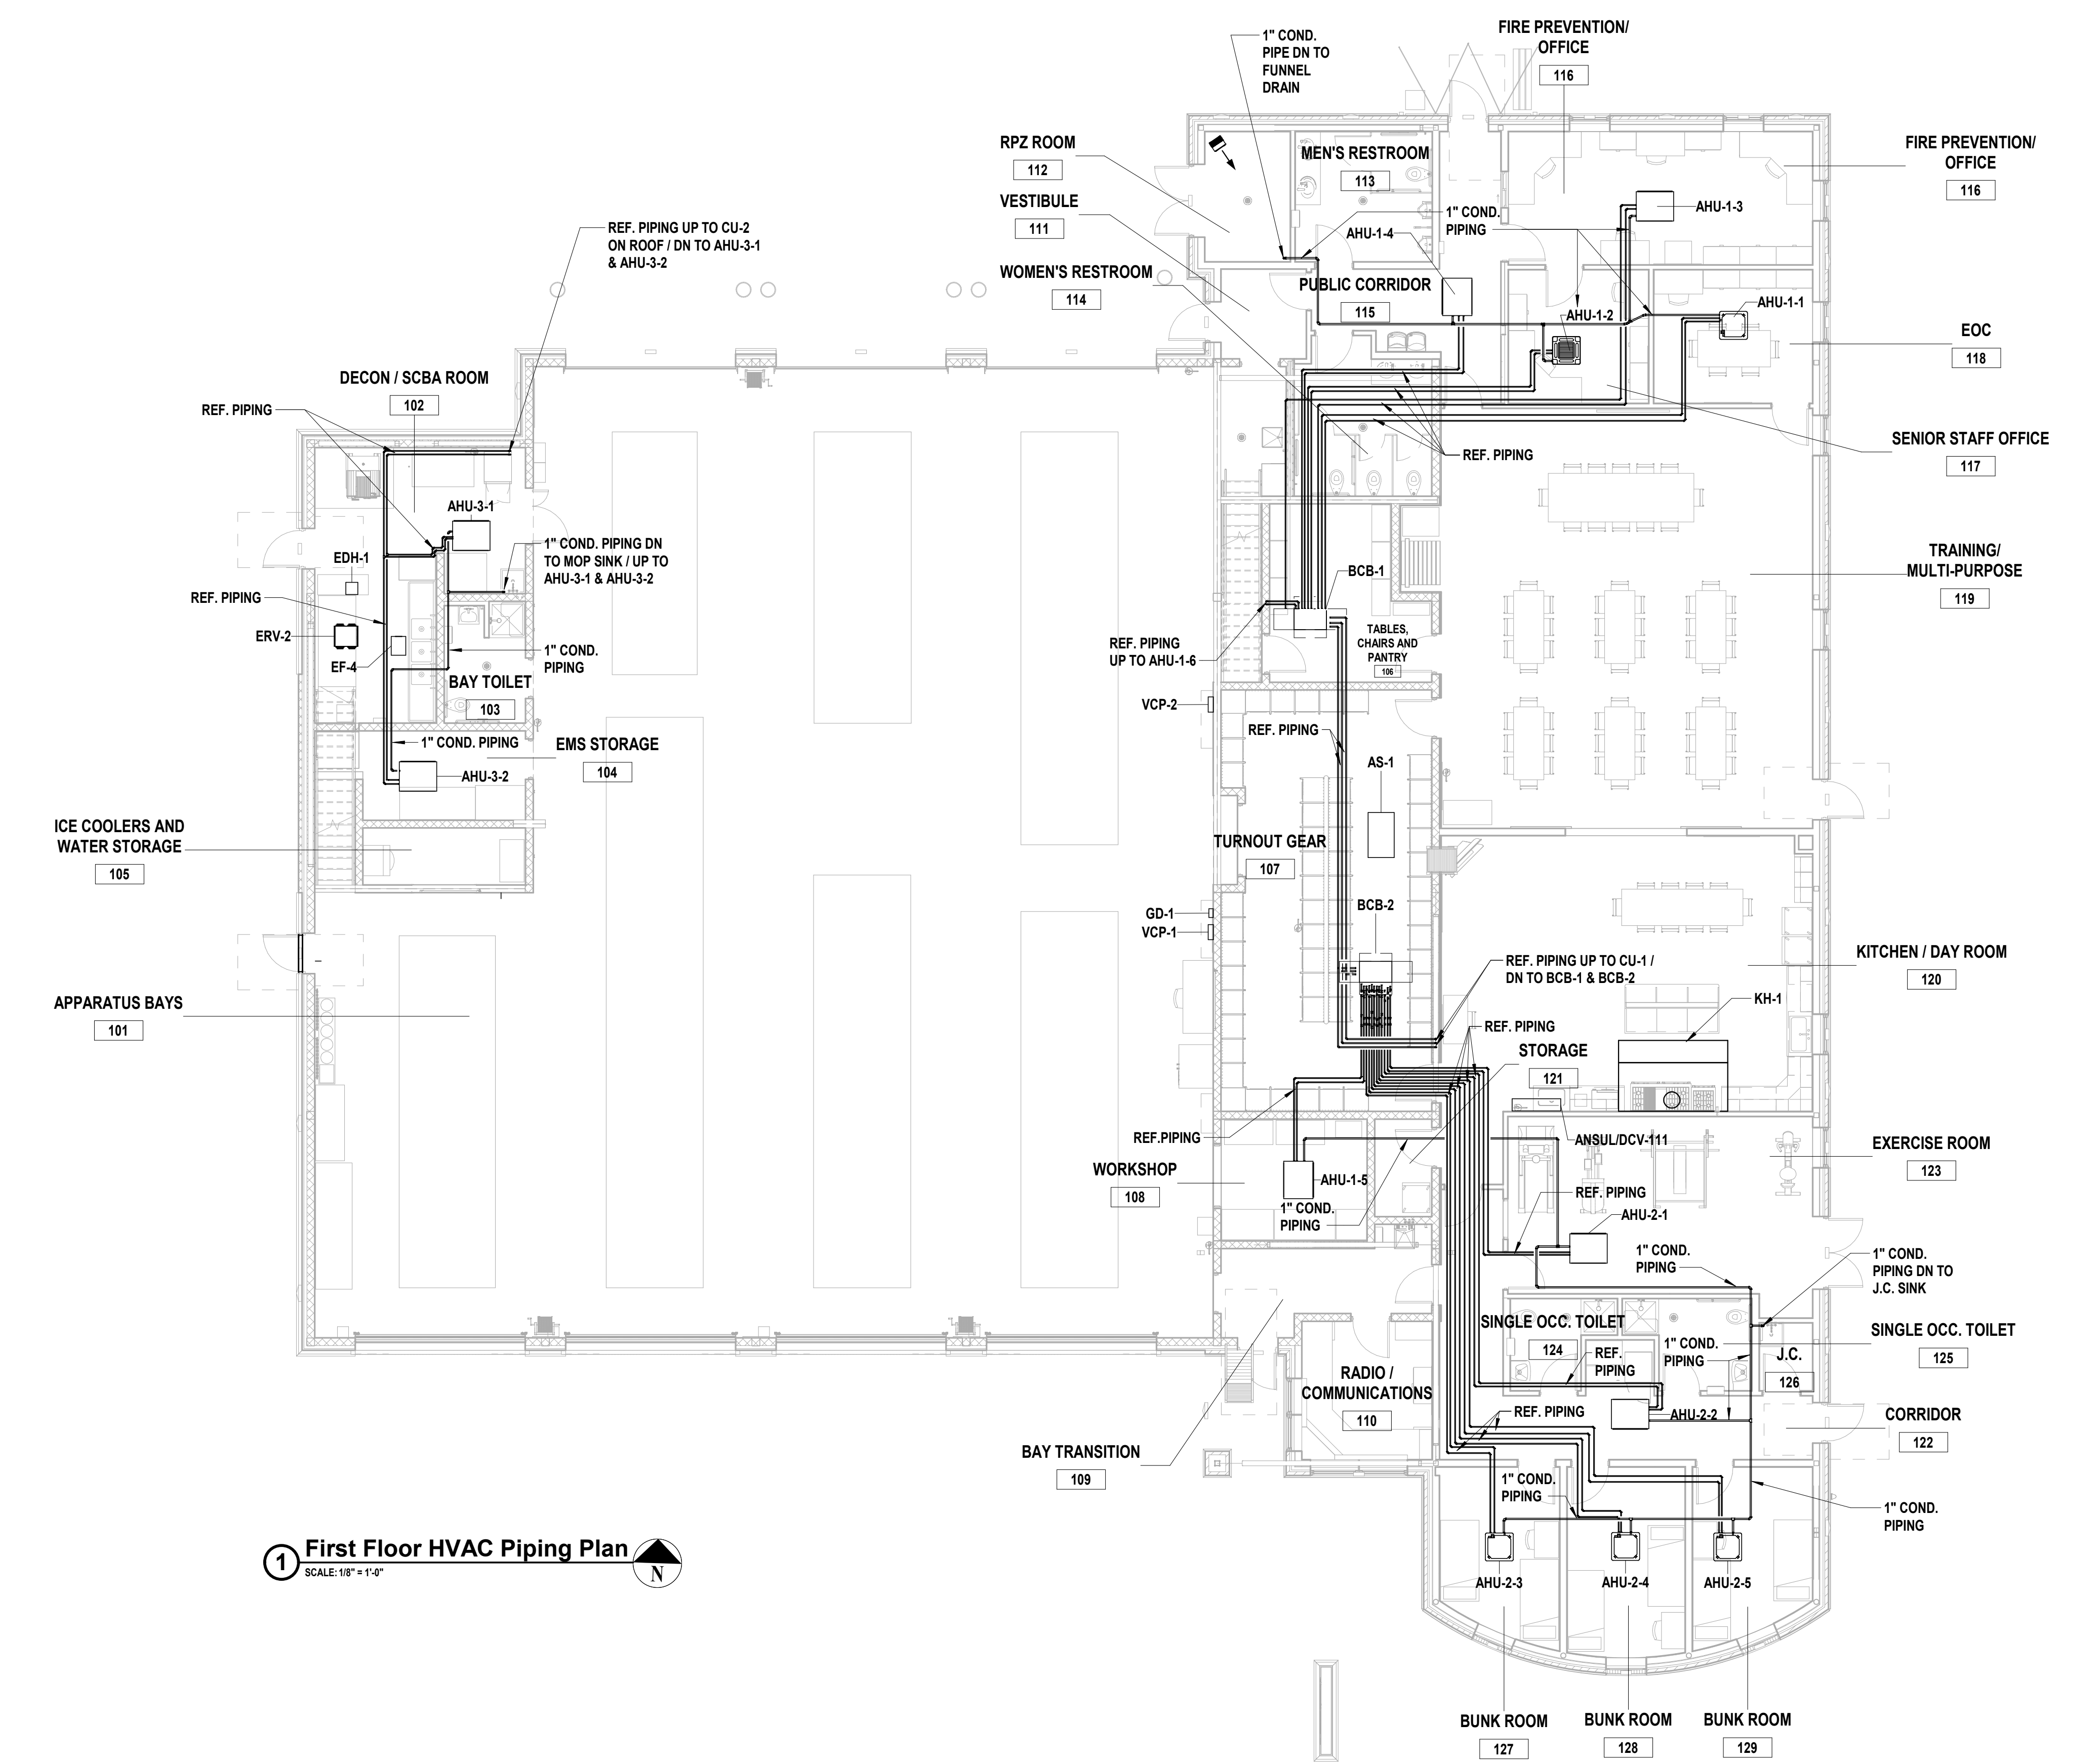 FIRE PREVENTION/
OFFICE
116
1" COND.
PIPE DN TO
FUNNEL
DRAIN
RPZ ROOM
112
MEN'S RESTROOM
113
FIRE PREVENTION/
OFFICE
116
VESTIBULE
111
1" COND.
PIPING
AHU-1-3
AHU-1-4
REF. PIPING UP TO CU-2
ON ROOF / DN TO AHU-3-1
& AHU-3-2
WOMEN'S RESTROOM
114
PUBLIC CORRIDOR
115
AHU-1-2
AHU-1-1
EOC
118
DECON / SCBA ROOM
102
REF. PIPING
SENIOR STAFF OFFICE
117
REF. PIPING
AHU-3-1
1" COND. PIPING DN
TO MOP SINK / UP TO
AHU-3-1 & AHU-3-2
EDH-1
BCB-1
TRAINING/
MULTI-PURPOSE
119
REF. PIPING
ERV-2
EF-4
1" COND.
PIPING
REF. PIPING
UP TO AHU-1-6
TABLES,
CHAIRS AND
PANTRY
106
BAY TOILET
103
VCP-2
REF. PIPING
1" COND. PIPING
EMS STORAGE
104
AHU-3-2
AS-1
ICE COOLERS AND
WATER STORAGE
105
TURNOUT GEAR
107
BCB-2
GD-1
VCP-1
REF. PIPING UP TO CU-1 /
DN TO BCB-1 & BCB-2
KITCHEN / DAY ROOM
120
APPARATUS BAYS
101
KH-1
REF. PIPING
STORAGE
121
REF.PIPING
ANSUL/DCV-111
EXERCISE ROOM
123
WORKSHOP
108
AHU-1-5
1" COND.
PIPING
REF. PIPING
AHU-2-1
1" COND.
PIPING
1" COND.
PIPING DN TO
J.C. SINK
SINGLE OCC. TOILET
124
SINGLE OCC. TOILET
125
REF.
PIPING
1" COND.
PIPING
J.C.
126
RADIO /
COMMUNICATIONS
110
REF. PIPING
AHU-2-2
CORRIDOR
122
BAY TRANSITION
109
1" COND.
PIPING
1" COND.
PIPING
AHU-2-3
AHU-2-4
AHU-2-5
1
First Floor HVAC Piping Plan
SCALE: 1/8" = 1'-0"
N
BUNK ROOM
127
BUNK ROOM
128
BUNK ROOM
129